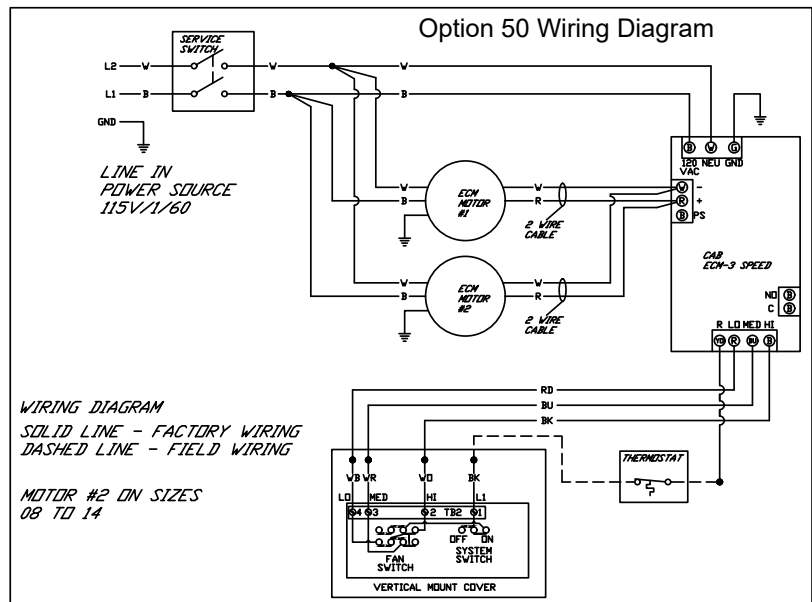 Option 50 Wiring Diagram
SERVICE
SWITCH
L2 W W W
L1 B B B
GND
LINE IN
POWER SOURCE
115V/1/60
B W G
120 NEU GND
VAC
W -
R +
B PS
CAB
ECM-3 SPEED
NO B
C B
R LO MED HI
YO R BU B
W
B
ECM
MOTOR
#1
W
R
2 WIRE
CABLE
W
B
ECM
MOTOR
#2
W
R
2 WIRE
CABLE
RD
BU
BK
WIRING DIAGRAM
SOLID LINE - FACTORY WIRING
DASHED LINE - FIELD WIRING
MOTOR #2 ON SIZES
08 TO 14
THERMOSTAT
WB WR WO BK
LO MED HI L1
4 3 2 TB2 1
OFF ON
FAN
SWITCH
SYSTEM
SWITCH
VERTICAL MOUNT COVER